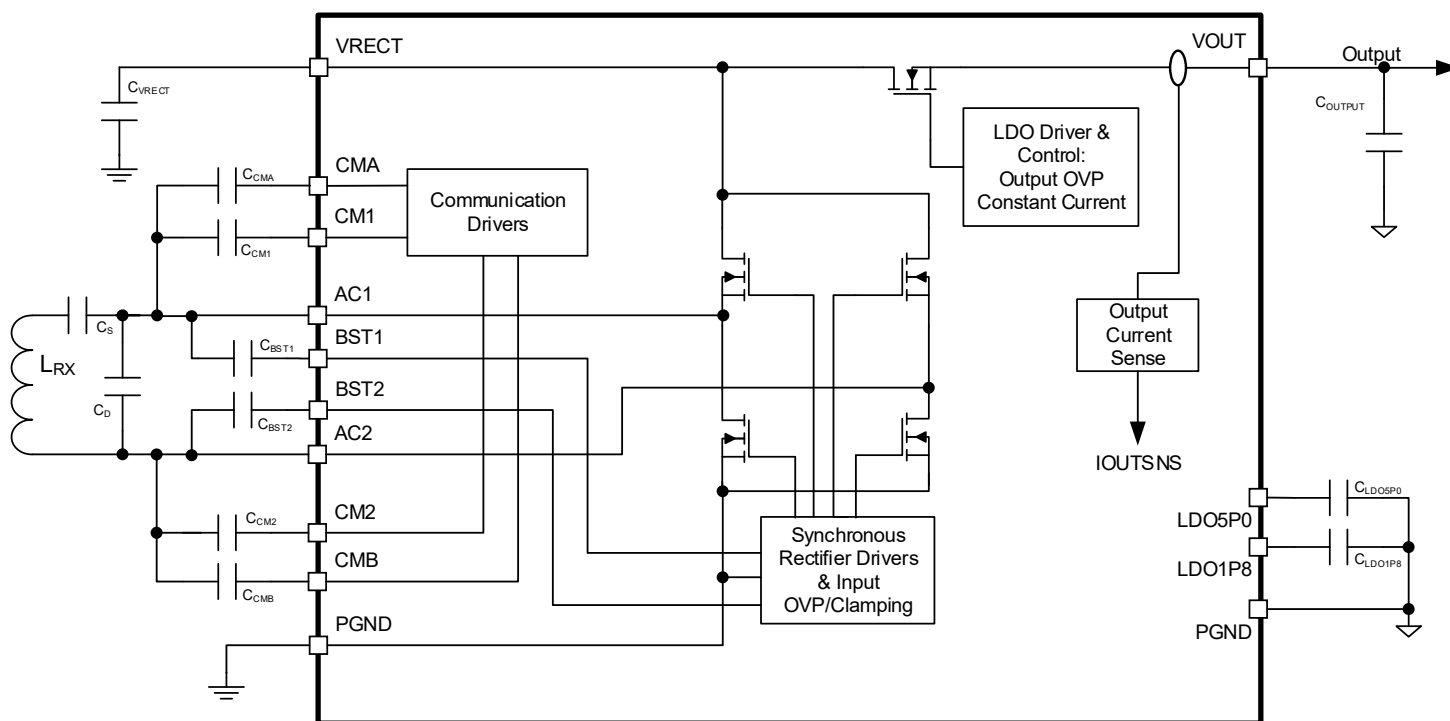 VRECT
VOUT
Output
CVRECT
COUTPUT
LDO Driver &
Control:
Output OVP
Constant Current
CMA
CCMA
Communication
Drivers
CM1
CCM1
AC1
CS
BST1
CBST1
LRX
CD
BST2
CBST2
AC2
Output
Current
Sense
IOUTSNS
CLDO5P0
LDO5P0
CM2
CCM2
CMB
CCMB
Synchronous
Rectifier Drivers
& Input
OVP/Clamping
CLDO1P8
LDO1P8
PGND
PGND